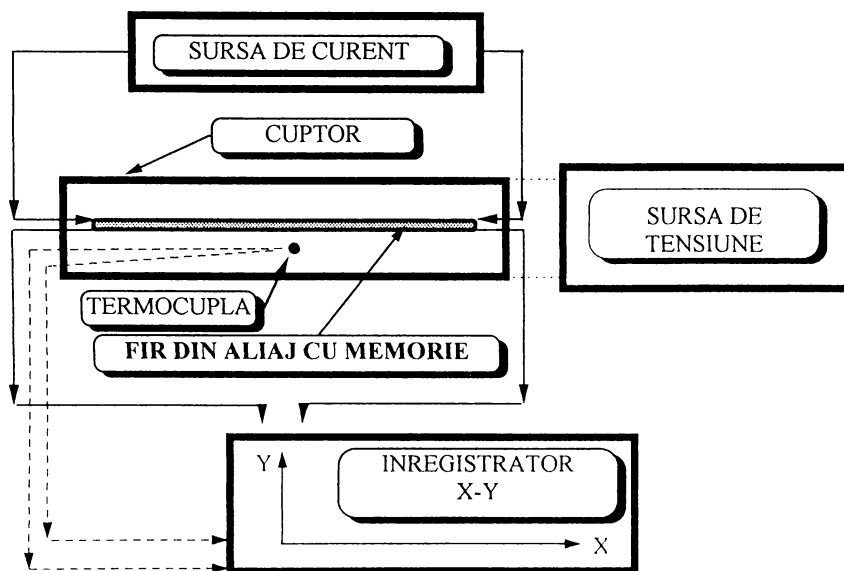 SURSA DE CURENT
CUPTOR
SURSA DE
TENSIUNE
TERMOCUPLA
FIR DIN ALIAJ CU MEMORIE
Y
INREGISTRATOR
X-Y
X